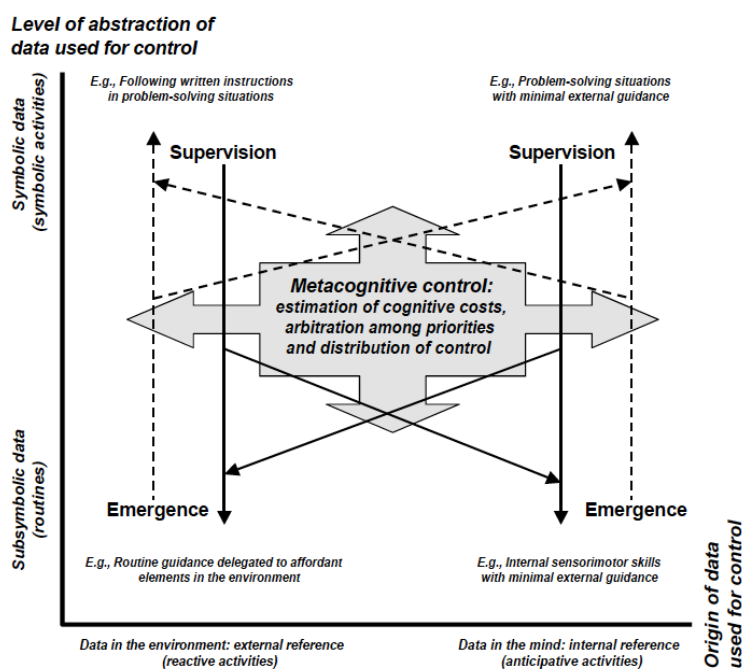 Level of abstraction of
data used for control
E.g., Following written instructions
in problem-solving situations
E.g., Problem-solving situations
with minimal external guidance
Symbolic data
(symbolic activities)
Supervision
Supervision
Metacognitive control:
estimation of cognitive costs,
arbitration among priorities
and distribution of control
Subsymbolic data
(routines)
Emergence
Emergence
E.g., Routine guidance delegated to affordant
elements in the environment
E.g., Internal sensorimotor skills
with minimal external guidance
Origin of data
used for control
Data in the environment: external reference
(reactive activities)
Data in the mind: internal reference
(anticipative activities)